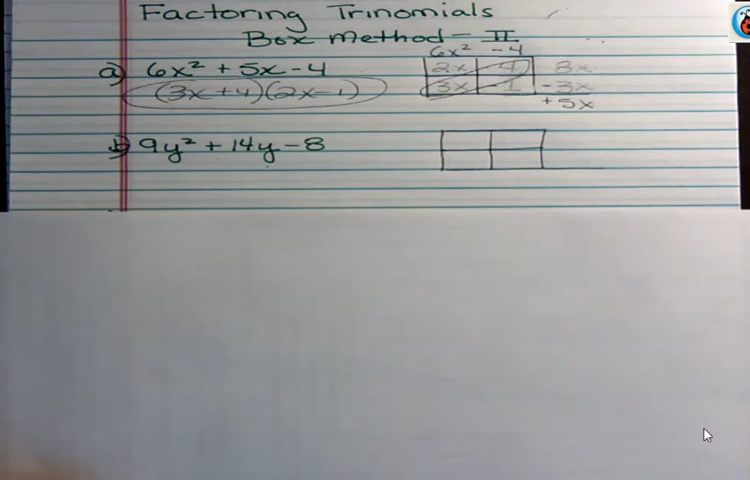 Factoring Trinomials
Box Method - II
6x² -4
a) 6x² + 5x - 4
2x 4 8x
(3x + 4)(2x - 1)
3x -1 -3x
+5x
b) 9y² + 14y - 8